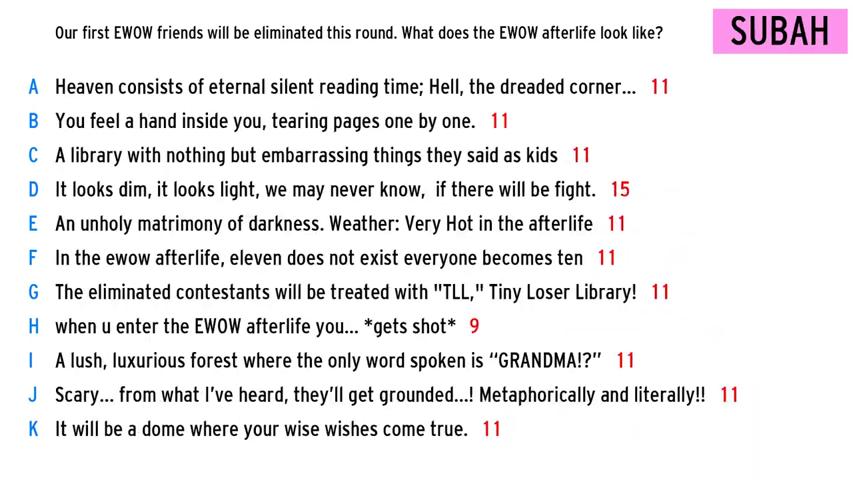 Our first EWOW friends will be eliminated this round. What does the EWOW afterlife look like?
SUBAH
A Heaven consists of eternal silent reading time; Hell, the dreaded corner... 11
B You feel a hand inside you, tearing pages one by one. 11
C A library with nothing but embarrassing things they said as kids 11
D It looks dim, it looks light, we may never know,  if there will be fight. 15
E An unholy matrimony of darkness. Weather: Very Hot in the afterlife 11
F In the ewow afterlife, eleven does not exist everyone becomes ten 11
G The eliminated contestants will be treated with "TLL," Tiny Loser Library! 11
H when u enter the EWOW afterlife you... *gets shot* 9
I A lush, luxurious forest where the only word spoken is “GRANDMA!?” 11
J Scary... from what I’ve heard, they’ll get grounded...! Metaphorically and literally!! 11
K It will be a dome where your wise wishes come true. 11